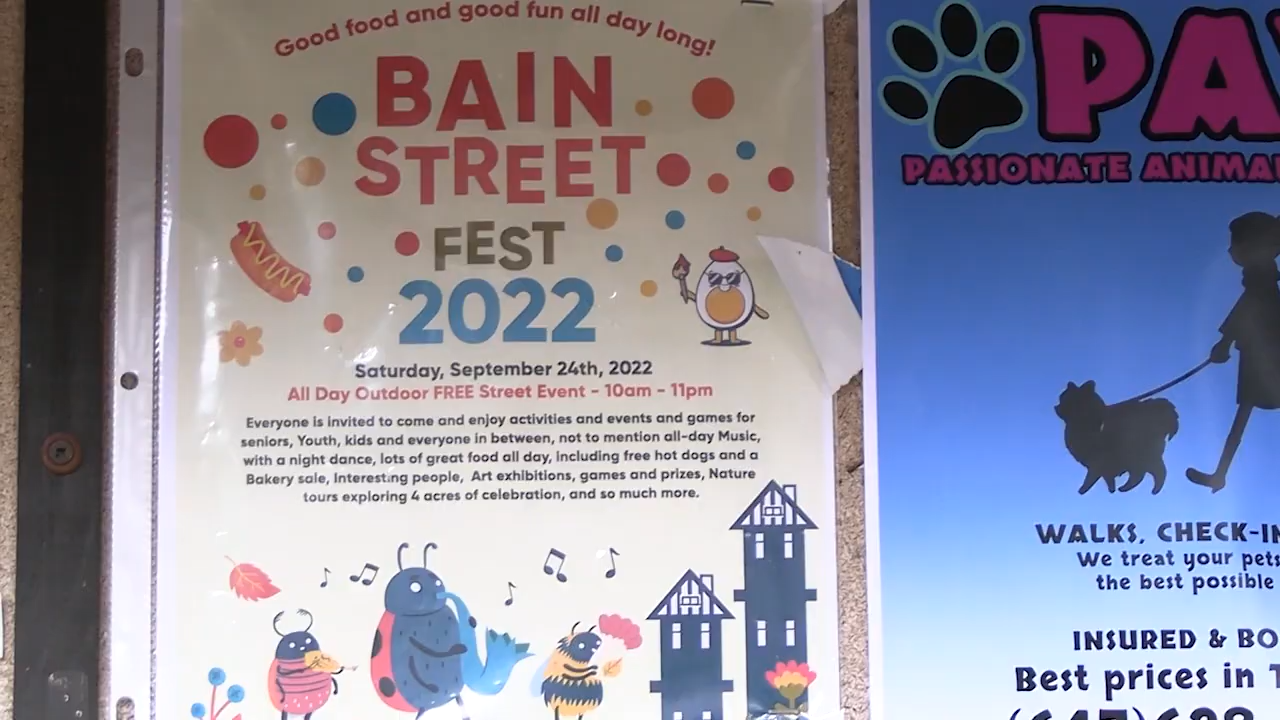 Good food and good fun all day long!
BAIN
STREET
FEST
2022
Saturday, September 24th, 2022
All Day Outdoor FREE Street Event - 10am - 11pm
Everyone is invited to come and enjoy activities and events and games for
seniors, Youth, kids and everyone in between, not to mention all-day Music,
with a night dance, lots of great food all day, including free hot dogs and a
Bakery sale, Interesting people, Art exhibitions, games and prizes, Nature
tours exploring 4 acres of celebration, and so much more.
PA
PASSIONATE ANIMA
WALKS, CHECK-IN
We treat your pets
the best possible
INSURED & BO
Best prices in